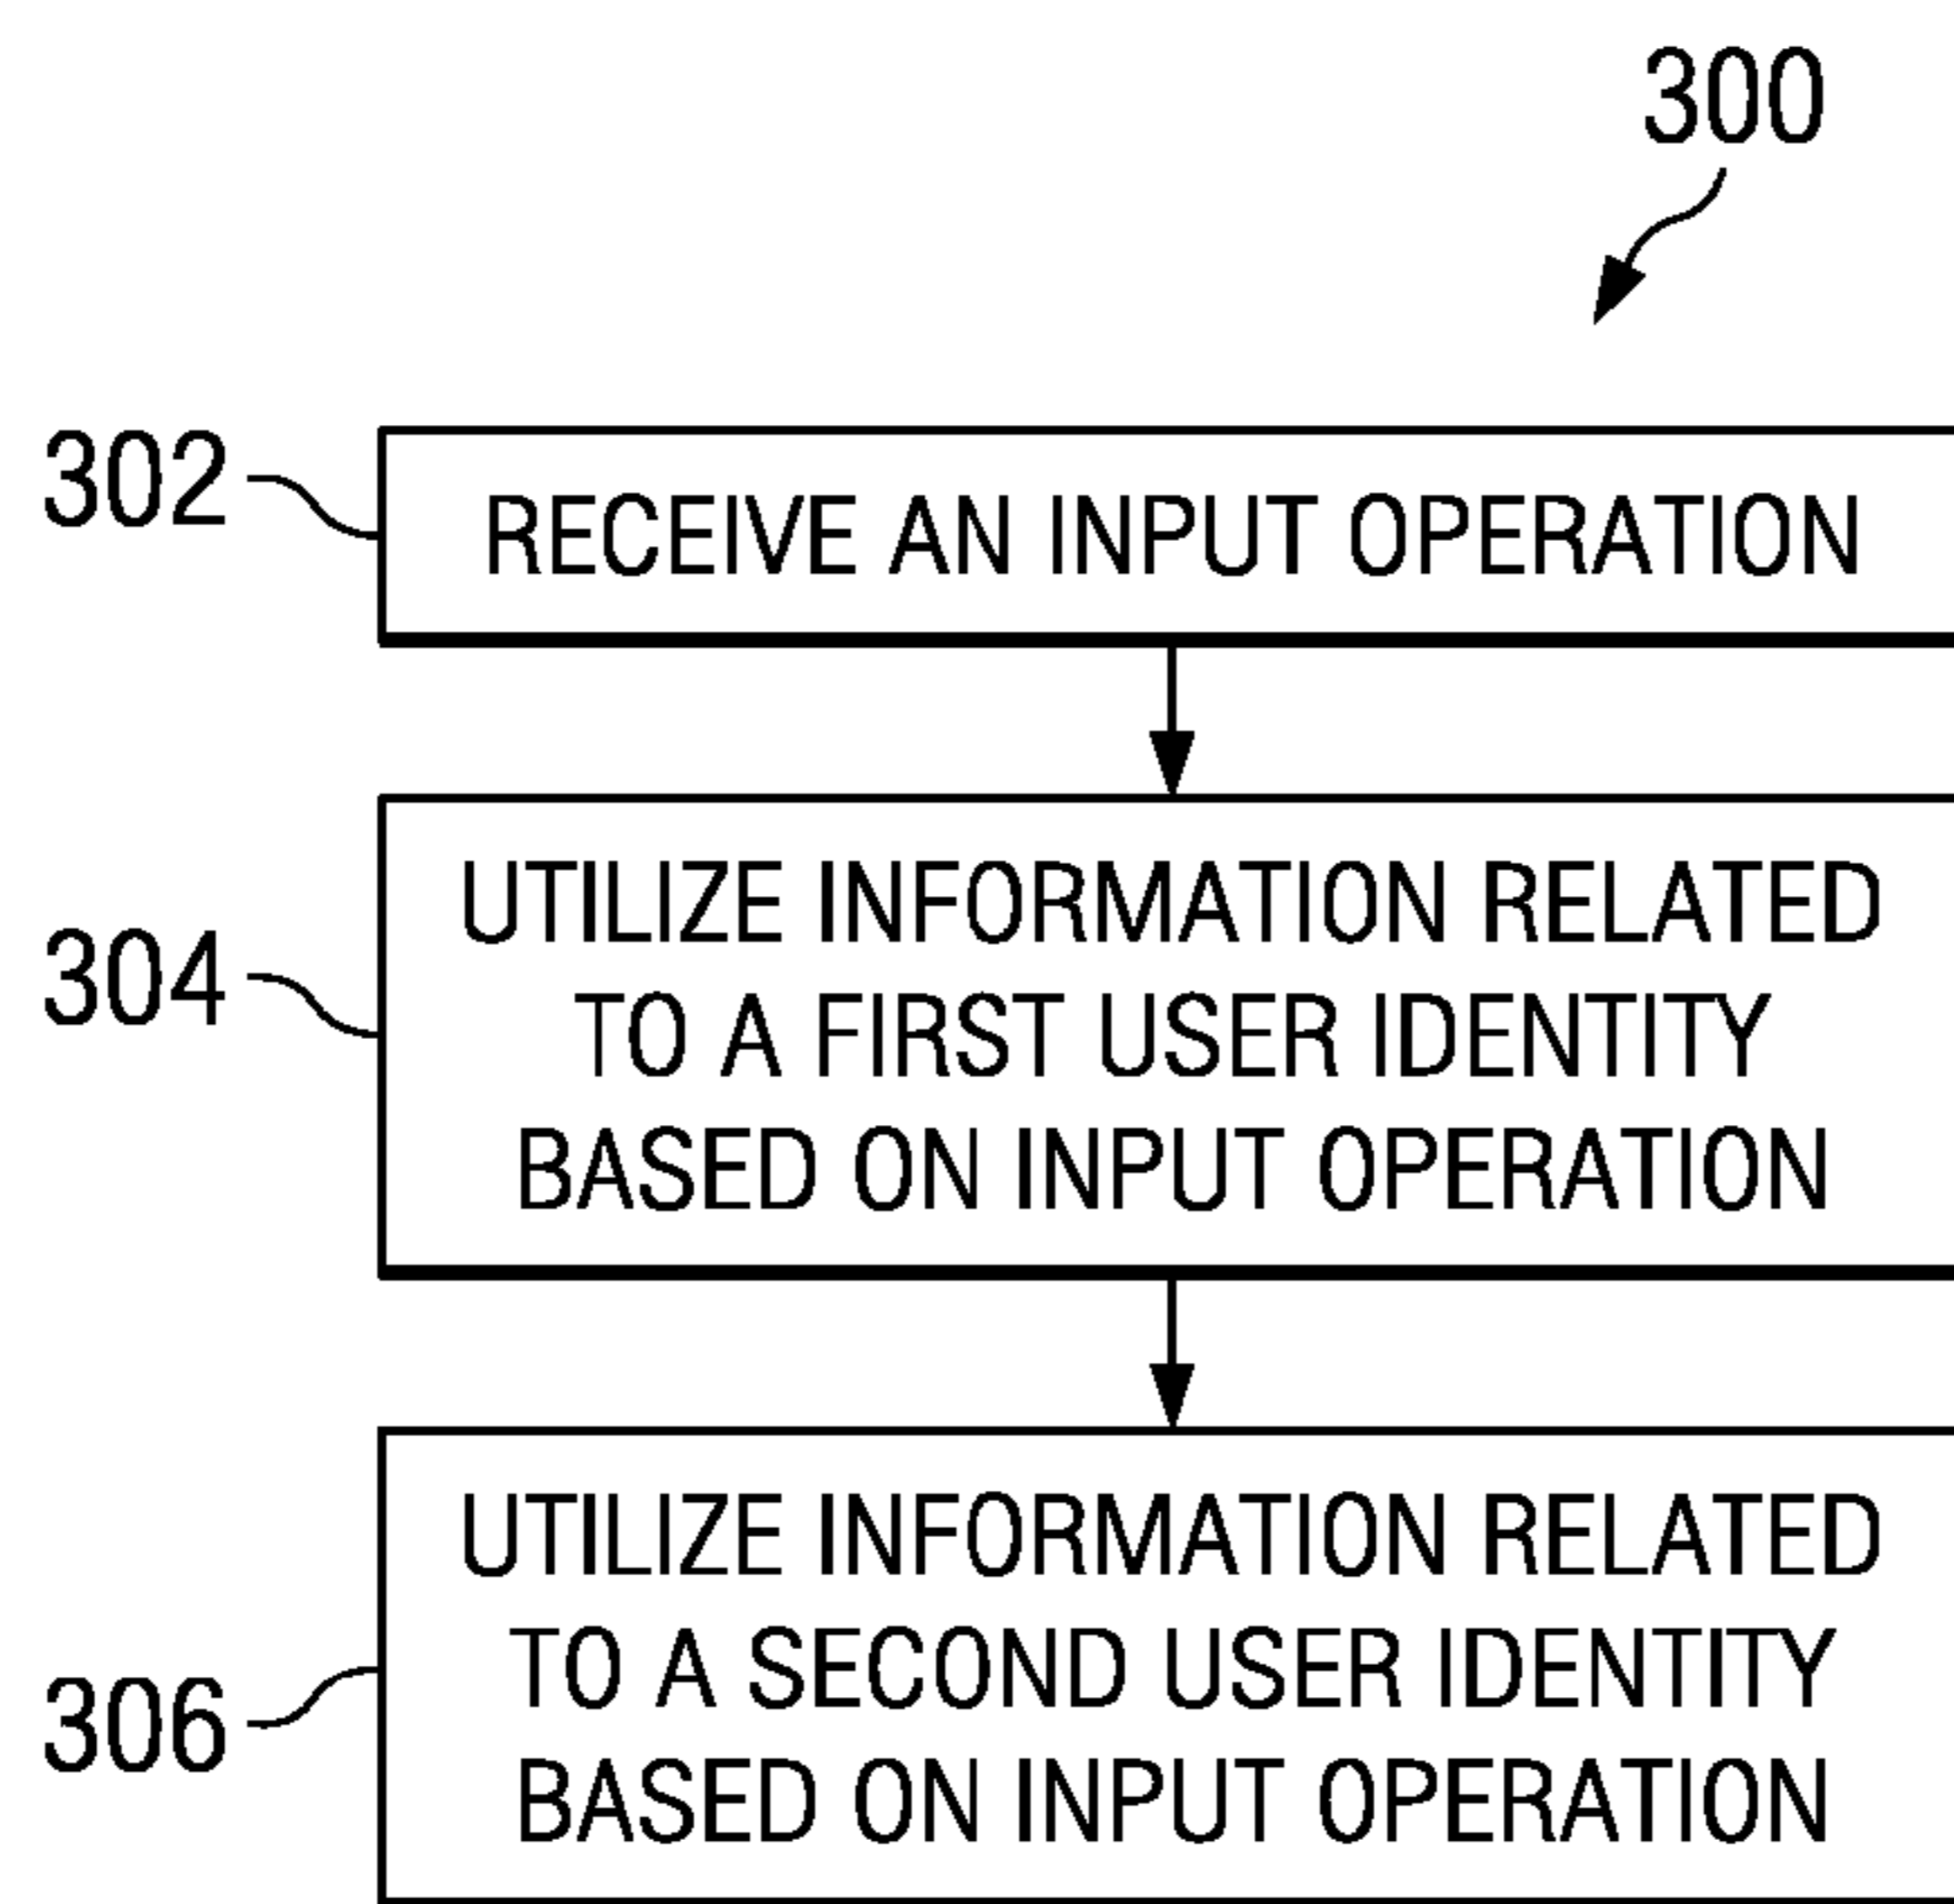 300
302
RECEIVE AN INPUT OPERATION
304
UTILIZE INFORMATION RELATED
TO A FIRST USER IDENTITY
BASED ON INPUT OPERATION
306
UTILIZE INFORMATION RELATED
TO A SECOND USER IDENTITY
BASED ON INPUT OPERATION